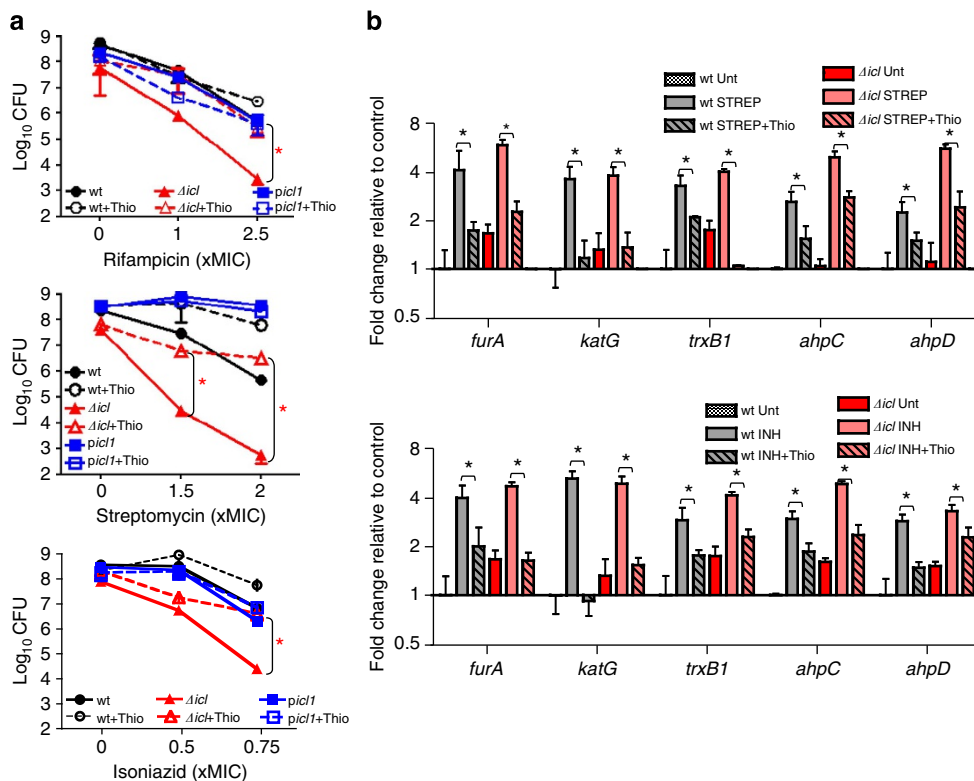 a
9
8
7
6
5
4
3
2
Log10 CFU
*
wt
Δicl
picl1
wt+Thio
Δicl+Thio
picl1+Thio
0 1 2.5
Rifampicin (xMIC)
9
8
7
6
5
4
3
2
Log10 CFU
wt
wt+Thio
Δicl
Δicl+Thio
picl1
picl1+Thio
* *
0 1.5 2
Streptomycin (xMIC)
9
8
7
6
5
4
3
2
Log10 CFU
*
wt
Δicl
picl1
wt+Thio
Δicl+Thio
picl1+Thio
0 0.5 0.75
Isoniazid (xMIC)
b
wt Unt
wt STREP
wt STREP+Thio
Δicl Unt
Δicl STREP
Δicl STREP+Thio
Fold change relative to control
8
4
2
1
0.5
* * * * * * * * * *
furA katG trxB1 ahpC ahpD
wt Unt
wt INH
wt INH+Thio
Δicl Unt
Δicl INH
Δicl INH+Thio
Fold change relative to control
8
4
2
1
0.5
* * * * * * * * * *
furA katG trxB1 ahpC ahpD